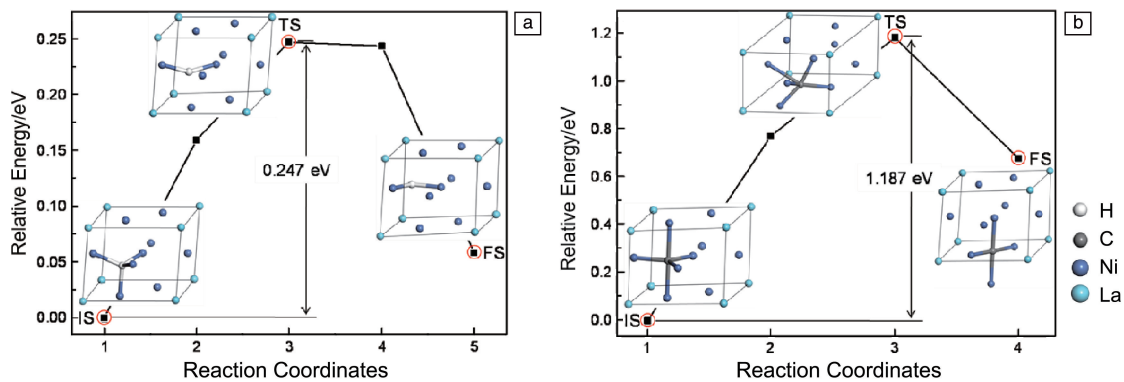 a
TS
0.25
0.20
0.15
0.10
0.05
0.00
Relative Energy/eV
0.247 eV
IS
FS
1 2 3 4 5
Reaction Coordinates
b
TS
1.2
1.0
0.8
0.6
0.4
0.2
0.0
Relative Energy/eV
1.187 eV
IS
FS
1 2 3 4
Reaction Coordinates
H
C
Ni
La